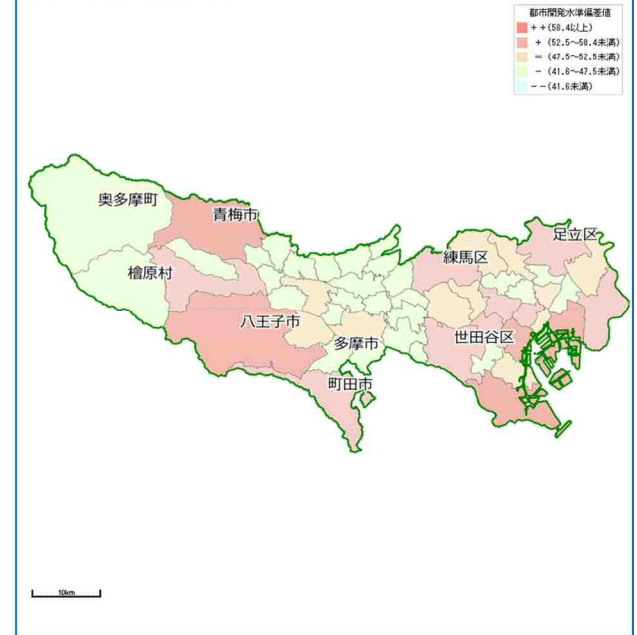 都市開発水準偏差値
++(58.4以上)
+ (52.5～58.4未満)
= (47.5～52.5未満)
- (41.6～47.5未満)
--(41.6未満)
奥多摩町
青梅市
足立区
練馬区
檜原村
八王子市
世田谷区
多摩市
町田市
10km